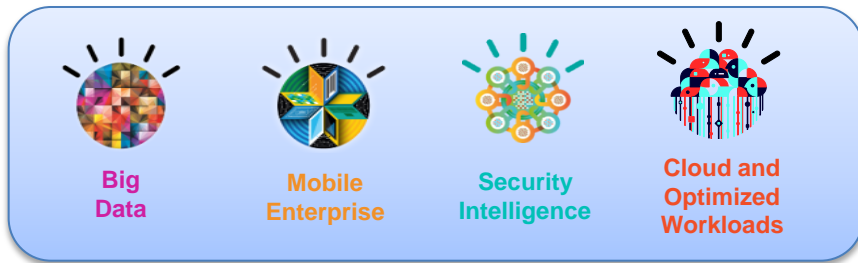 Big
Data
Mobile
Enterprise
Security
Intelligence
Cloud and
Optimized
Workloads